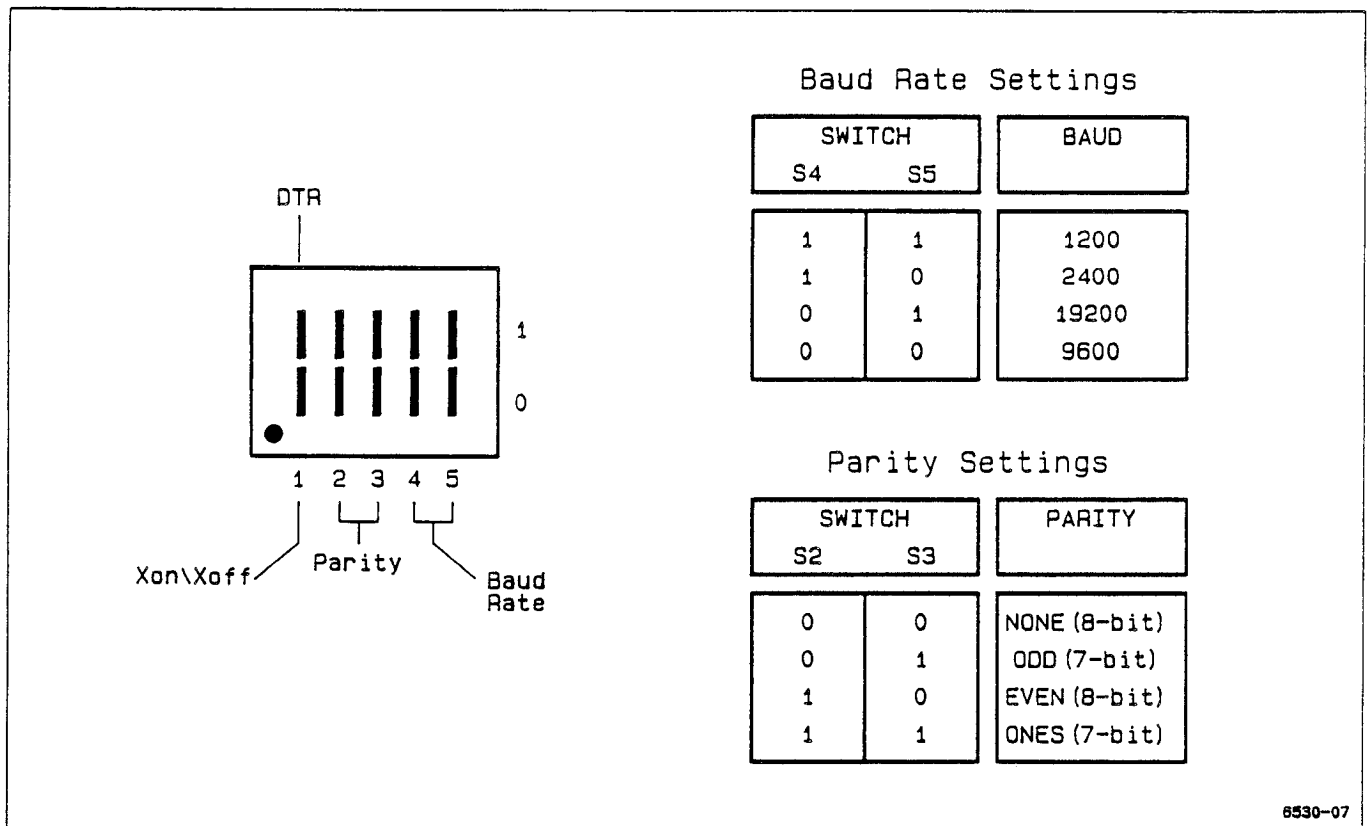 DTR
1
0
1 2 3 4 5
Xon\Xoff
Parity
Baud
Rate
Baud Rate Settings
SWITCH BAUD
S4 S5
1 1 1200
1 0 2400
0 1 19200
0 0 9600
Parity Settings
SWITCH PARITY
S2 S3
0 0 NONE (8-bit)
0 1 ODD (7-bit)
1 0 EVEN (8-bit)
1 1 ONES (7-bit)
6530-07